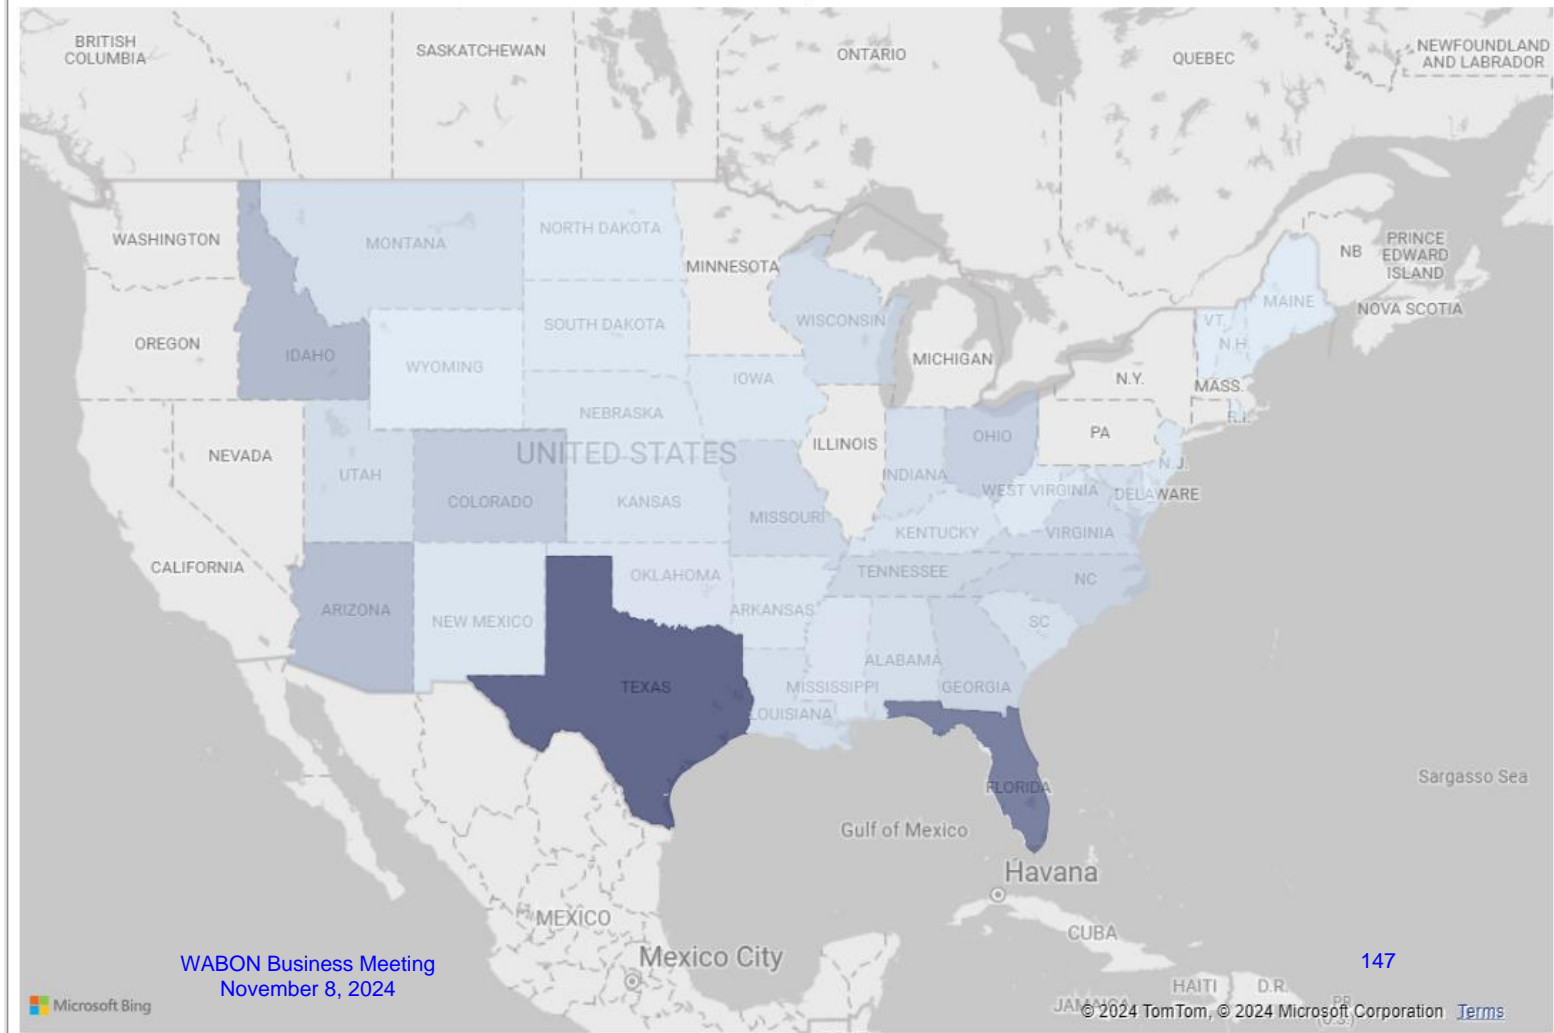 BRITISH
COLUMBIA
SASKATCHEWAN
ONTARIO
QUEBEC
NEWFOUNDLAND
AND LABRADOR
WASHINGTON
MONTANA
NORTH DAKOTA
MINNESOTA
NB
PRINCE
EDWARD
ISLAND
NOVA SCOTIA
MAINE
VT.
N.H.
OREGON
IDAHO
WYOMING
SOUTH DAKOTA
WISCONSIN
MICHIGAN
N.Y.
MASS.
R.I.
IOWA
NEBRASKA
UNITED STATES
ILLINOIS
OHIO
PA
N.J.
NEVADA
UTAH
COLORADO
KANSAS
MISSOURI
INDIANA
WEST VIRGINIA
DELAWARE
KENTUCKY
VIRGINIA
CALIFORNIA
ARIZONA
NEW MEXICO
OKLAHOMA
ARKANSAS
TENNESSEE
NC
SC
TEXAS
MISSISSIPPI
ALABAMA
GEORGIA
LOUISIANA
FLORIDA
Sargasso Sea
Gulf of Mexico
Havana
CUBA
MEXICO
Mexico City
WABON Business Meeting
November 8, 2024
147
HAITI
D.R.
JAMAICA
PR
(U.S.)
Microsoft Bing
© 2024 TomTom, © 2024 Microsoft Corporation Terms